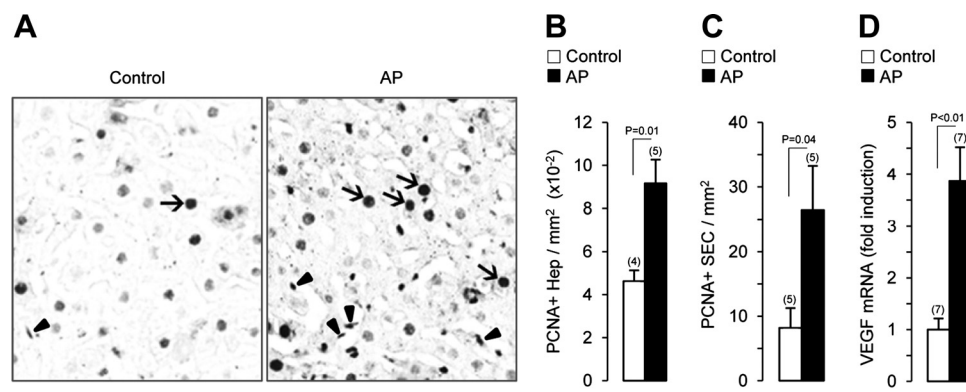 A
Control
AP
B
Control
AP
PCNA+ Hep / mm² (x10⁻²)
12
10
8
6
4
2
0
P=0.01
(4)
(5)
C
Control
AP
PCNA+ SEC / mm²
40
30
20
10
0
P=0.04
(5)
(5)
D
Control
AP
VEGF mRNA (fold induction)
5
4
3
2
1
0
P<0.01
(7)
(7)